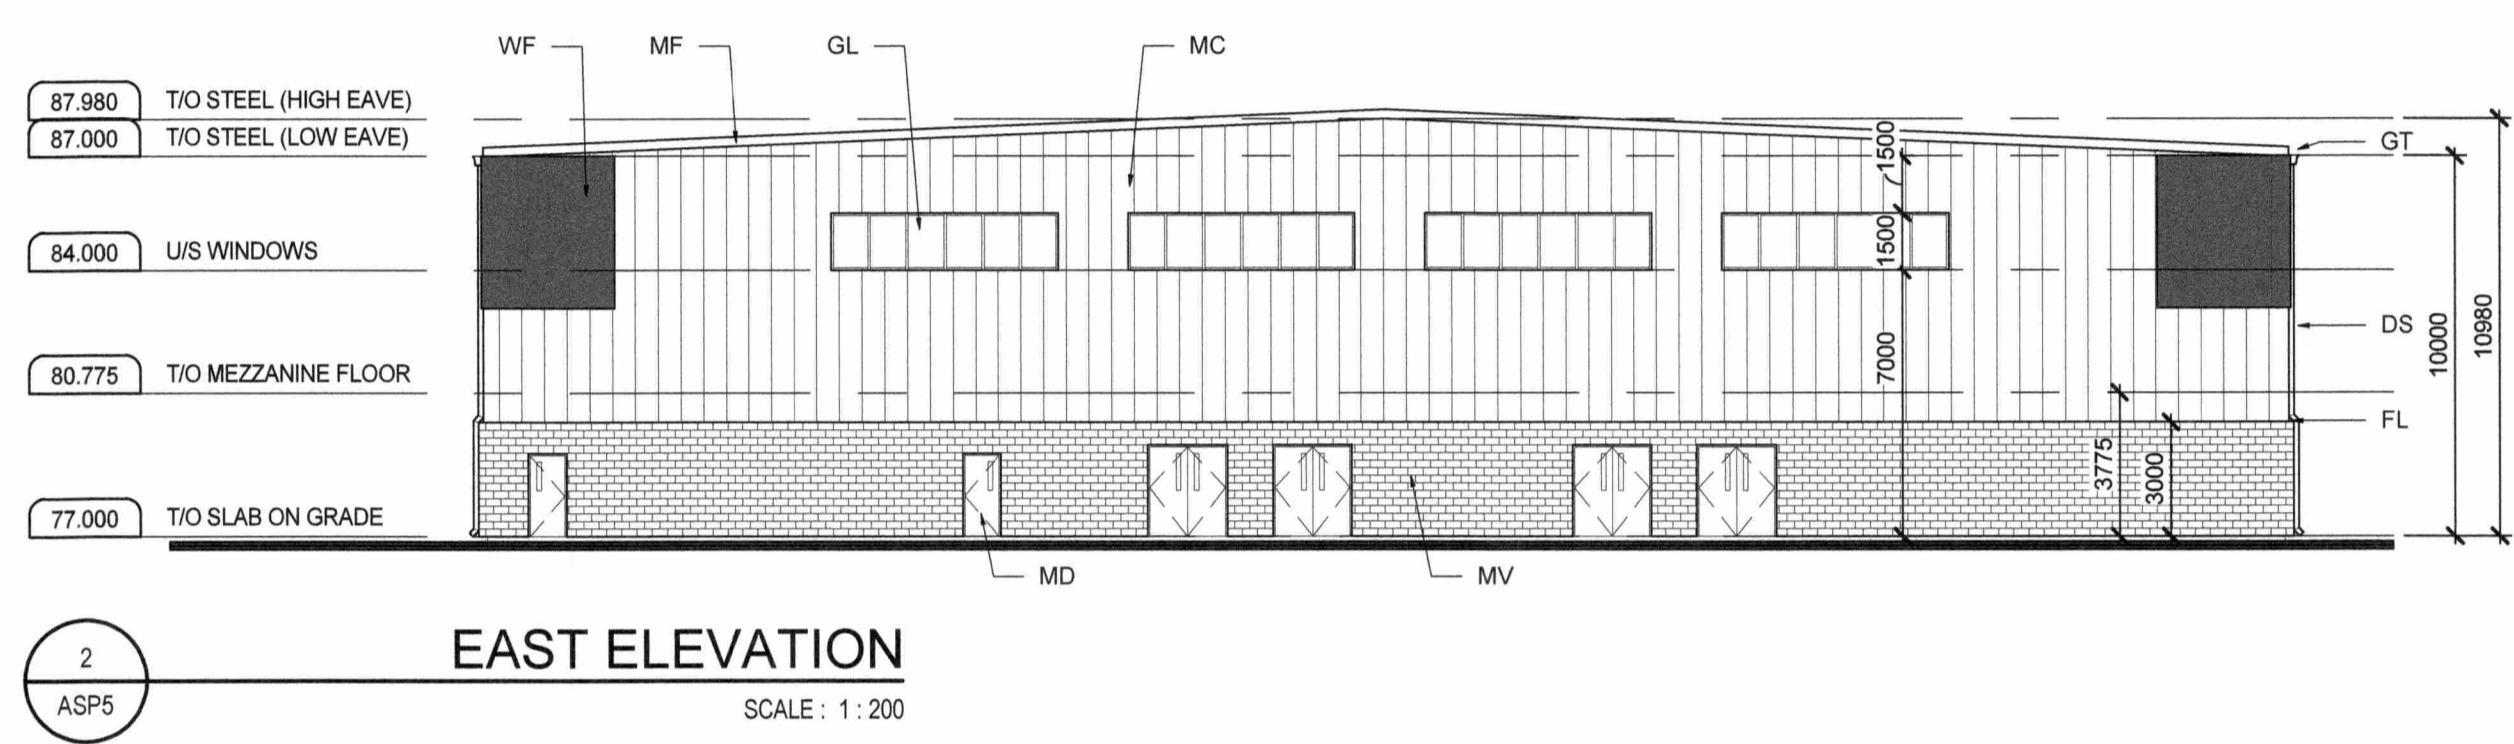 WF MF GL MC
87.980 T/O STEEL (HIGH EAVE)
87.000 T/O STEEL (LOW EAVE)
1500
GT
84.000 U/S WINDOWS
1500
DS
10980
10000
7000
80.775 T/O MEZZANINE FLOOR
FL
3775
3000
77.000 T/O SLAB ON GRADE
MD MV
2
ASP5
EAST ELEVATION
SCALE : 1 : 200